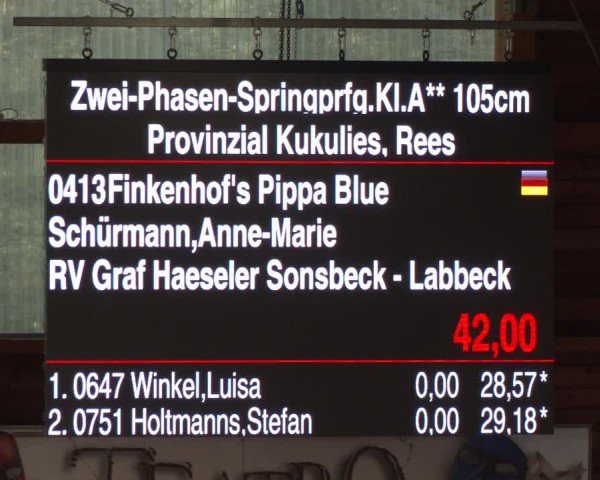 Zwei-Phasen-Springprfg.Kl.A** 105cm
Provinzial Kukulies, Rees
0413Finkenhof's Pippa Blue
Schürmann,Anne-Marie
RV Graf Haeseler Sonsbeck - Labbeck
42,00
1. 0647 Winkel,Luisa 0,00 28,57*
2. 0751 Holtmanns,Stefan 0,00 29,18*